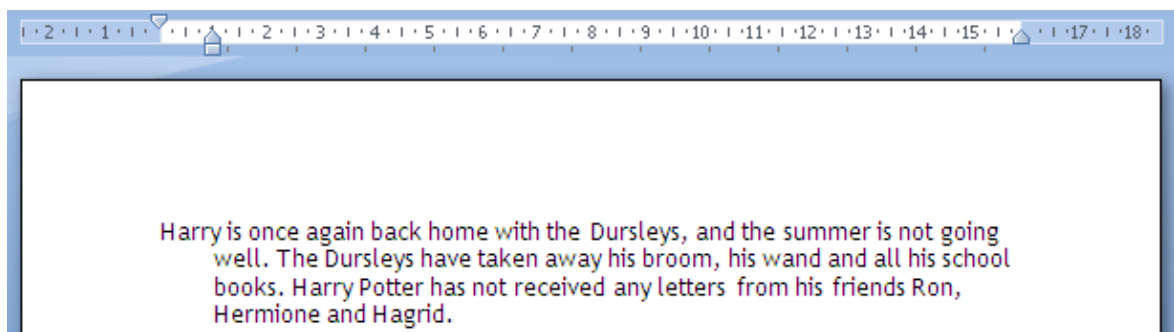 2 1 1 2 3 4 5 6 7 8 9 10 11 12 13 14 15 17 18
Harry is once again back home with the Dursleys, and the summer is not going
well. The Dursleys have taken away his broom, his wand and all his school
books. Harry Potter has not received any letters from his friends Ron,
Hermione and Hagrid.